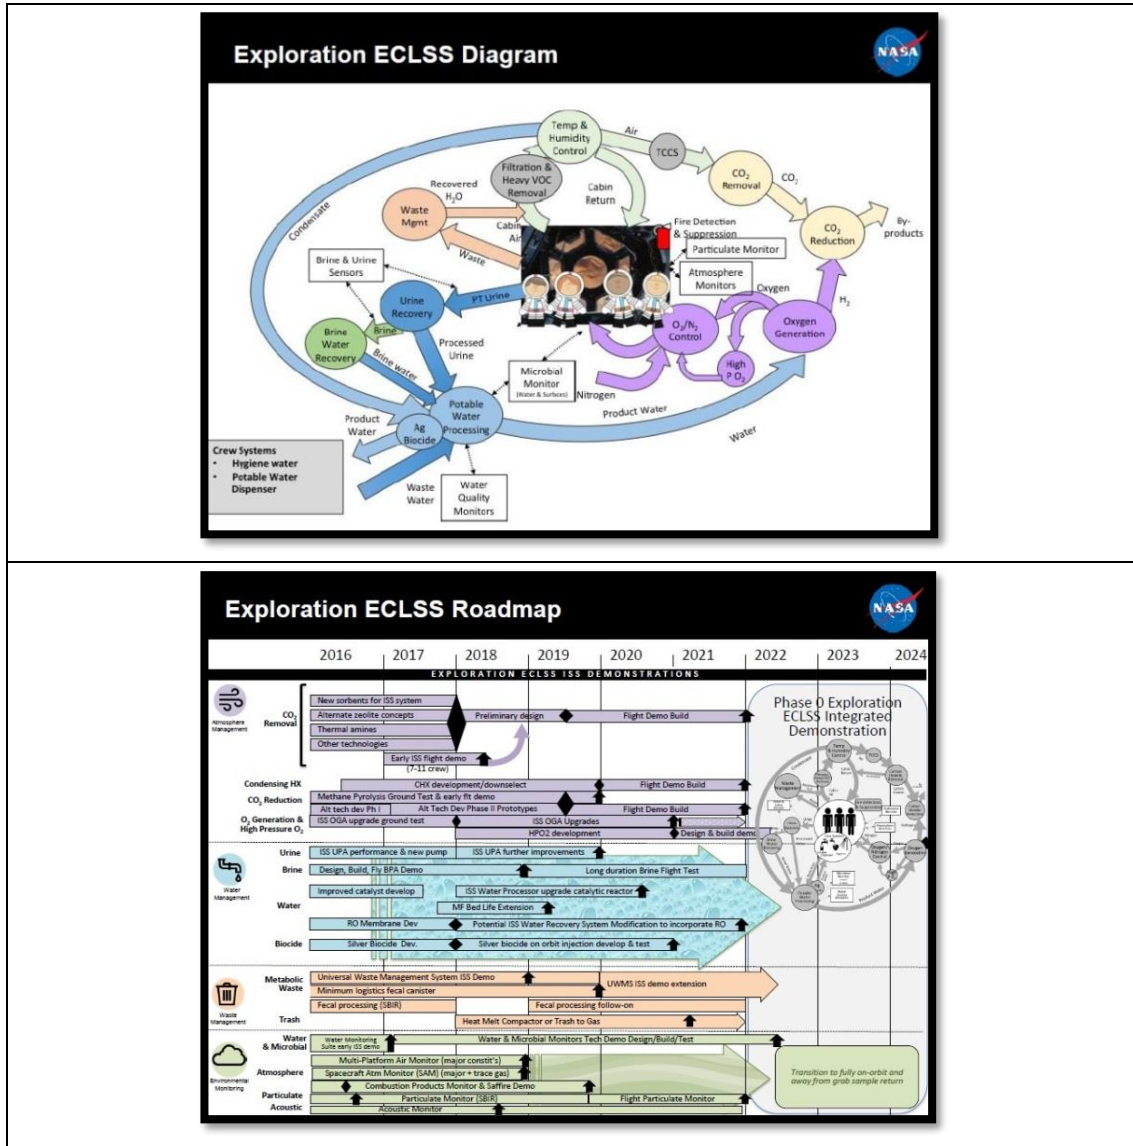 Exploration ECLSS Diagram
NASA
Temp &
Humidity
Control
Air
TCCS
CO₂
Removal
CO₂
CO₂
Reduction
By-
products
Filtration &
Heavy VOC
Removal
Cabin
Return
Recovered
H₂O
Waste
Mgmt
Cabin
Air
Waste
Fire Detection
& Suppression
Particulate Monitor
Atmosphere
Monitors
Condensate
Brine & Urine
Sensors
PT Urine
Urine
Recovery
Oxygen
H₂
O₂/N₂
Control
Oxygen
Generation
High
P O₂
Brine
Brine
Water
Recovery
Processed
Urine
Brine water
Microbial
Monitor
(Water & Surfaces)
Nitrogen
Potable
Water
Processing
Ag
Biocide
Product
Water
Product Water
Water
Crew Systems
• Hygiene water
• Potable Water
Dispenser
Waste
Water
Water
Quality
Monitors
Exploration ECLSS Roadmap
NASA
2016 2017 2018 2019 2020 2021 2022 2023 2024
EXPLORATION ECLSS ISS DEMONSTRATIONS
Atmosphere
Management
CO₂
Removal
New sorbents for ISS system
Alternate zeolite concepts
Preliminary design
Flight Demo Build
Thermal amines
Other technologies
Early ISS flight demo
(7-11 crew)
Phase 0 Exploration
ECLSS Integrated
Demonstration
Condensing HX
CHX development/downselect
Flight Demo Build
CO₂ Reduction
Methane Pyrolysis Ground Test & early flt demo
Alt tech dev Ph I
Alt Tech Dev Phase II Prototypes
Flight Demo Build
O₂ Generation &
High Pressure O₂
ISS OGA upgrade ground test
ISS OGA Upgrades
HPO2 development
Design & build demo
Water
Management
Urine
ISS UPA performance & new pump
ISS UPA further improvements
Brine
Design, Build, Fly BPA Demo
Long duration Brine Flight Test
Water
Improved catalyst develop
ISS Water Processor upgrade catalytic reactor
MF Bed Life Extension
RO Membrane Dev
Potential ISS Water Recovery System Modification to incorporate RO
Biocide
Silver Biocide Dev.
Silver biocide on orbit injection develop & test
Waste
Management
Metabolic
Waste
Universal Waste Management System ISS Demo
UWMS ISS demo extension
Minimum logistics fecal canister
Fecal processing (SBIR)
Fecal processing follow-on
Trash
Heat Melt Compactor or Trash to Gas
Environmental
Monitoring
Water
& Microbial
Water Monitoring
Suite early ISS demo
Water & Microbial Monitors Tech Demo Design/Build/Test
Atmosphere
Multi-Platform Air Monitor (major constit's)
Spacecraft Atm Monitor (SAM) (major + trace gas)
Combustion Products Monitor & Saffire Demo
Particulate
Particulate Monitor (SBIR)
Flight Particulate Monitor
Acoustic
Acoustic Monitor
Transition to fully on-orbit and
away from grab sample return